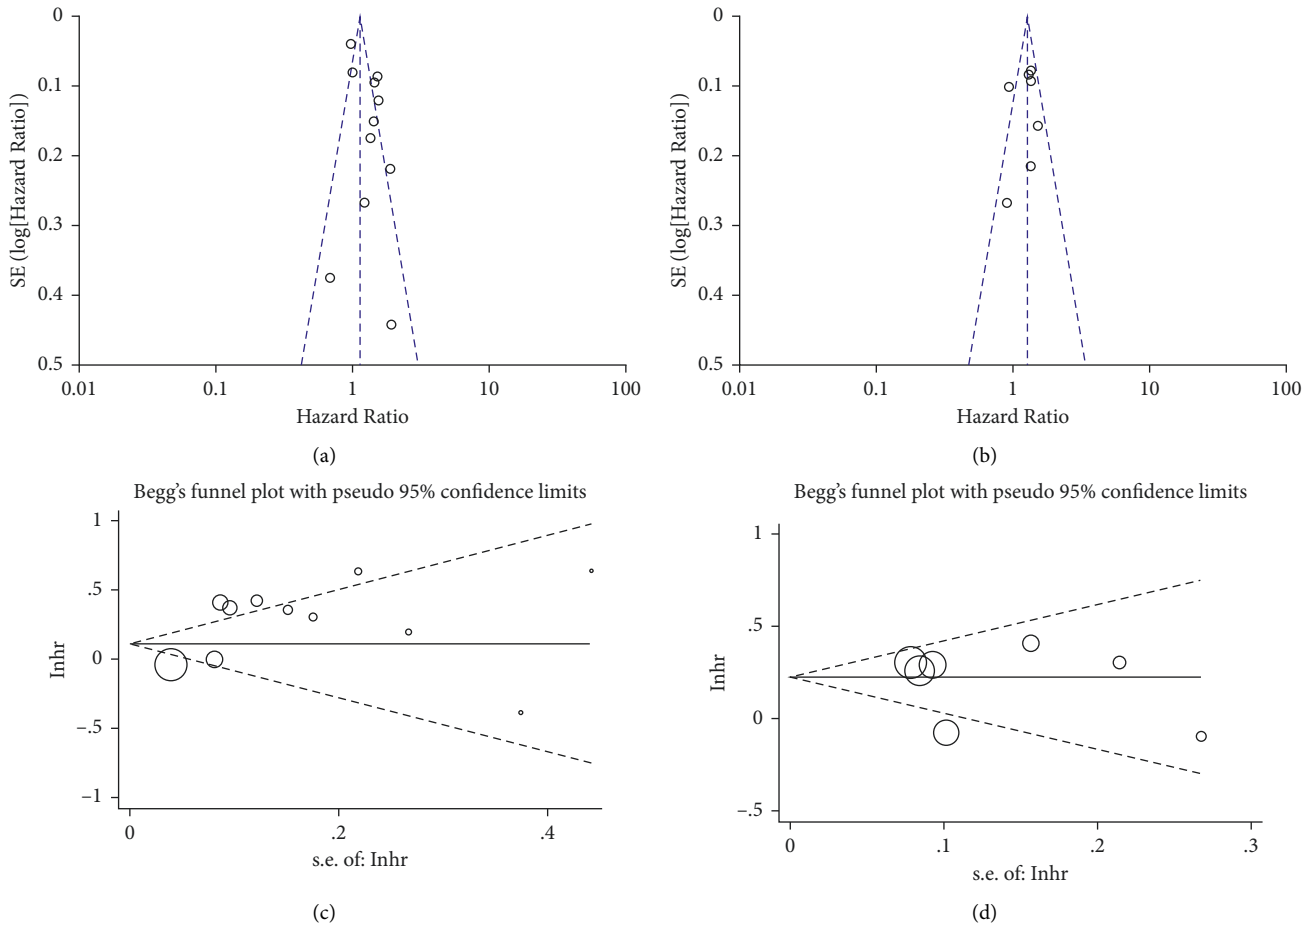 0
0.1
0.2
0.3
0.4
0.5
SE (log[Hazard Ratio])
0.01
0.1
1
10
100
Hazard Ratio
(a)
0
0.1
0.2
0.3
0.4
0.5
SE (log[Hazard Ratio])
0.01
0.1
1
10
100
Hazard Ratio
(b)
Begg's funnel plot with pseudo 95% confidence limits
1
.5
0
–.5
–1
Inhr
0
.2
.4
s.e. of: Inhr
(c)
Begg's funnel plot with pseudo 95% confidence limits
1
.5
0
–.5
Inhr
0
.1
.2
.3
s.e. of: Inhr
(d)